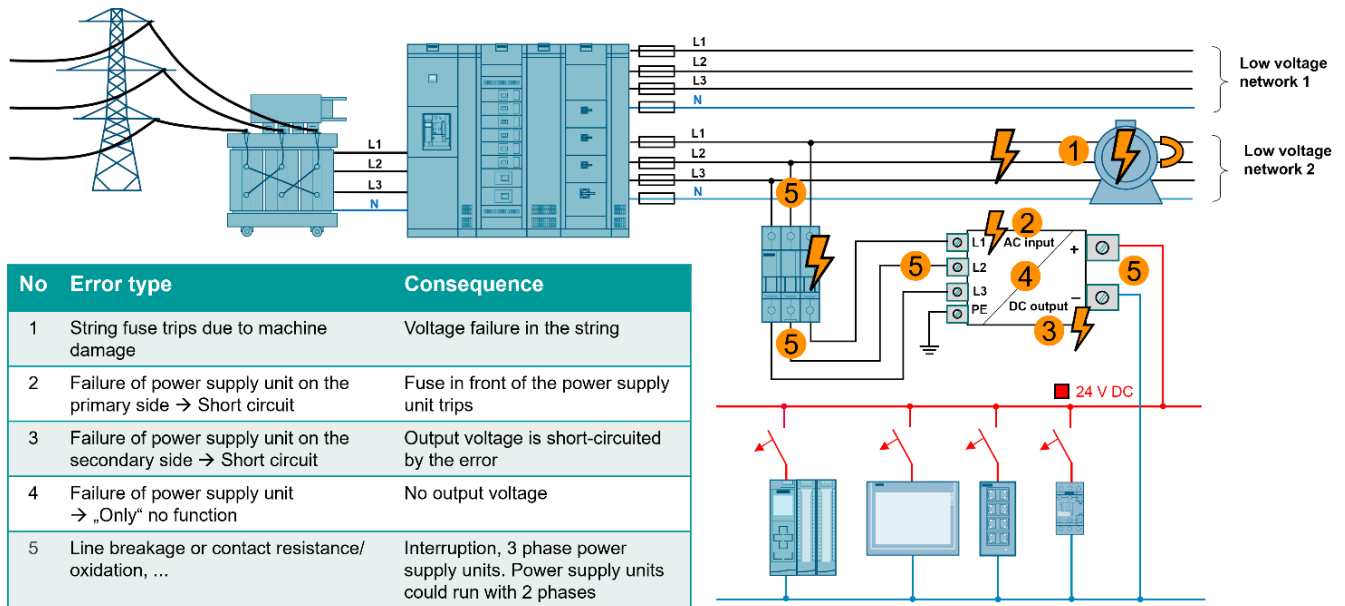 L1
L2
L3
N
Low voltage
network 1
L1
L2
L3
N
L1
L2
L3
N
1
Low voltage
network 2
5
2
L1
AC input
+
5
L2
4
5
L3
DC output
–
PE
3
5
24 V DC
No Error type Consequence
1 String fuse trips due to machine Voltage failure in the string
damage
2 Failure of power supply unit on the Fuse in front of the power supply
primary side → Short circuit unit trips
3 Failure of power supply unit on the Output voltage is short-circuited
secondary side → Short circuit by the error
4 Failure of power supply unit No output voltage
→ „Only“ no function
5 Line breakage or contact resistance/ Interruption, 3 phase power
oxidation, ... supply units. Power supply units
could run with 2 phases